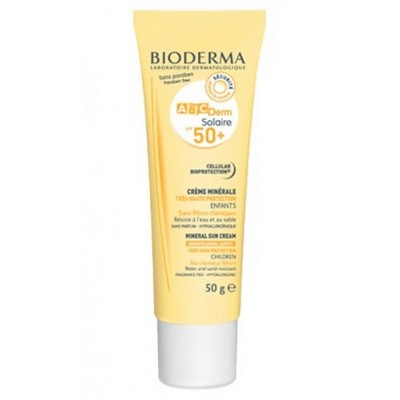 BIODERMA
LABORATOIRE DERMATOLOGIQUE
Sans paraben
Paraben free
SÉCURITÉ
ABCDerm
Solaire
SPF 50+
CELLULAR
BIOPROTECTION®
CRÈME MINÉRALE
TRÈS HAUTE PROTECTION
ENFANTS
Sans filtres chimiques
Résiste à l'eau et au sable
SANS PARFUM - HYPOALLERGÉNIQUE
MINERAL SUN CREAM
VERY HIGH PROTECTION
CHILDREN
No chemical filters
Water and sand-resistant
FRAGRANCE FREE - HYPOALLERGENIC
50 g ℮